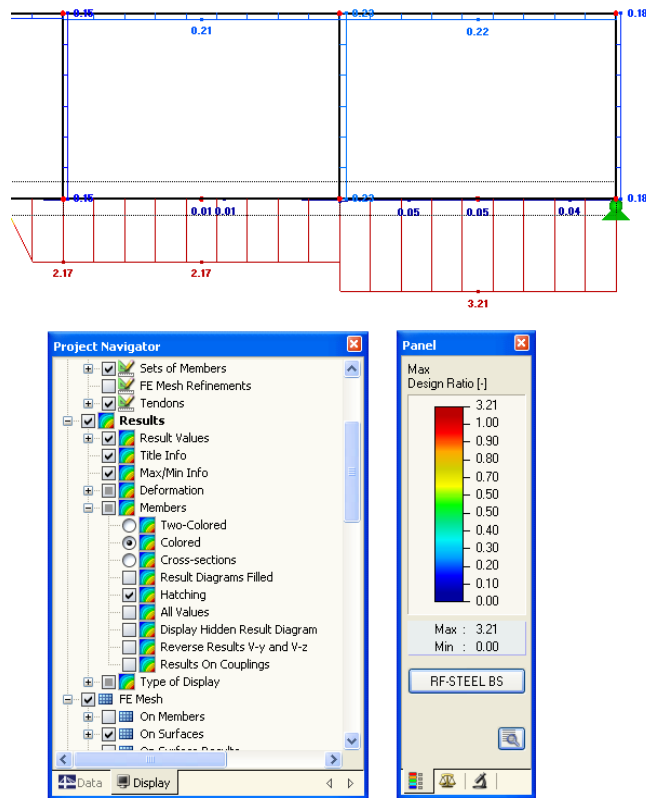 0.15 0.23 0.18
0.21 0.22
0.15 0.23 0.18
0.01 0.01 0.05 0.05 0.04
2.17 2.17
3.21
Project Navigator
Sets of Members
FE Mesh Refinements
Tendons
Results
Result Values
Title Info
Max/Min Info
Deformation
Members
Two-Colored
Colored
Cross-sections
Result Diagrams Filled
Hatching
All Values
Display Hidden Result Diagram
Reverse Results V-y and V-z
Results On Couplings
Type of Display
FE Mesh
On Members
On Surfaces
On Surface Results
Data Display
Panel
Max
Design Ratio [-]
3.21
1.00
0.90
0.80
0.70
0.50
0.40
0.30
0.20
0.10
0.00
Max : 3.21
Min : 0.00
RF-STEEL BS